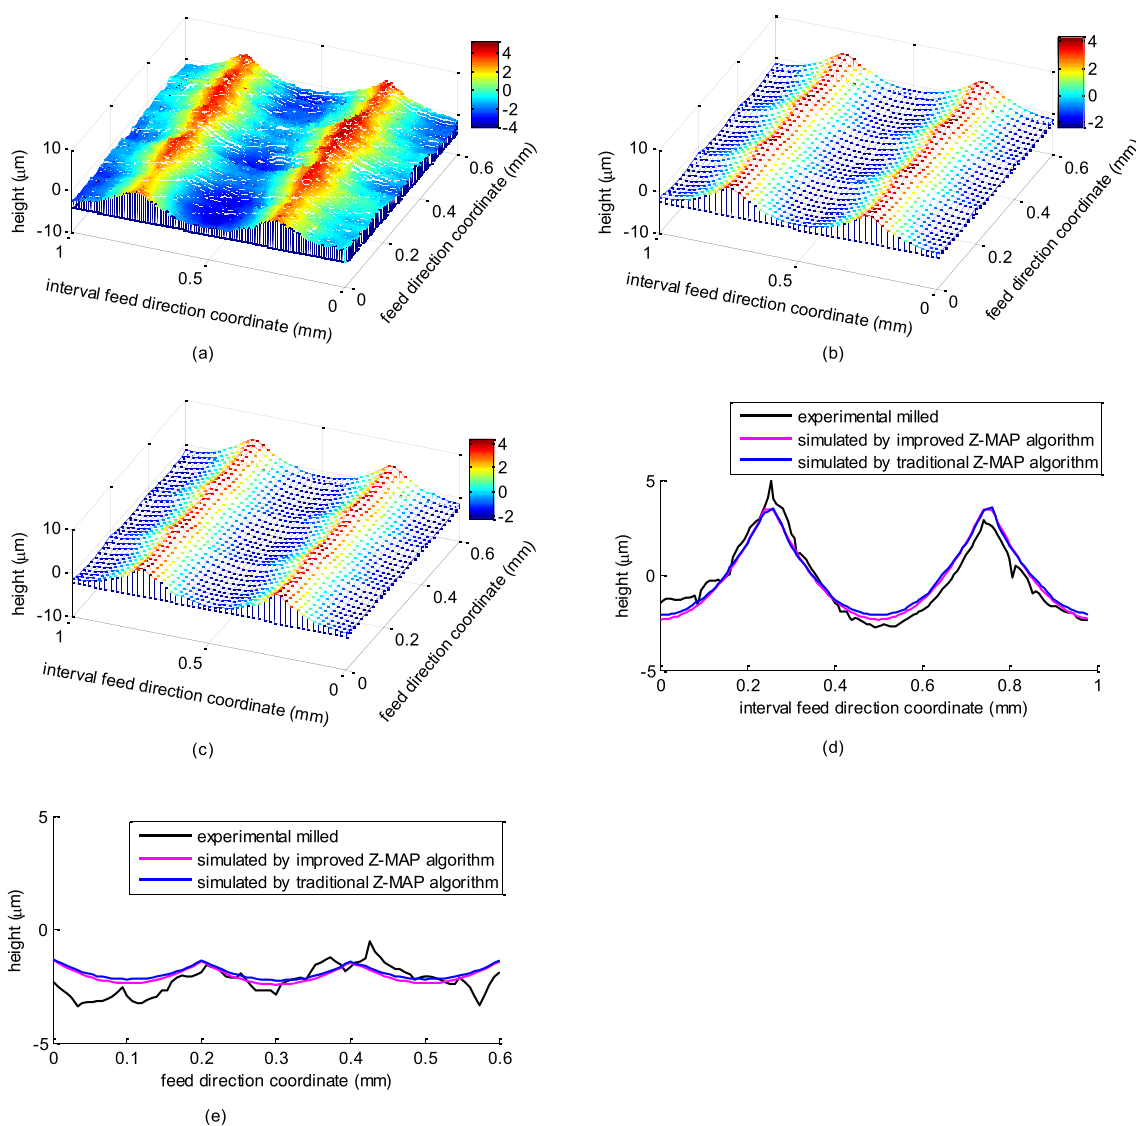 4
2
0
-2
-4
10
0
-10
height (μm)
1
0.5
0
interval feed direction coordinate (mm)
0
0.2
0.4
0.6
feed direction coordinate (mm)
(a)
4
2
0
-2
10
0
-10
height (μm)
1
0.5
0
interval feed direction coordinate (mm)
0
0.2
0.4
0.6
feed direction coordinate (mm)
(b)
4
2
0
-2
10
0
-10
height (μm)
1
0.5
0
interval feed direction coordinate (mm)
0
0.2
0.4
0.6
feed direction coordinate (mm)
(c)
experimental milled
simulated by improved Z-MAP algorithm
simulated by traditional Z-MAP algorithm
5
0
-5
height (μm)
0
0.2
0.4
0.6
0.8
1
interval feed direction coordinate (mm)
(d)
experimental milled
simulated by improved Z-MAP algorithm
simulated by traditional Z-MAP algorithm
5
0
-5
height (μm)
0
0.1
0.2
0.3
0.4
0.5
0.6
feed direction coordinate (mm)
(e)